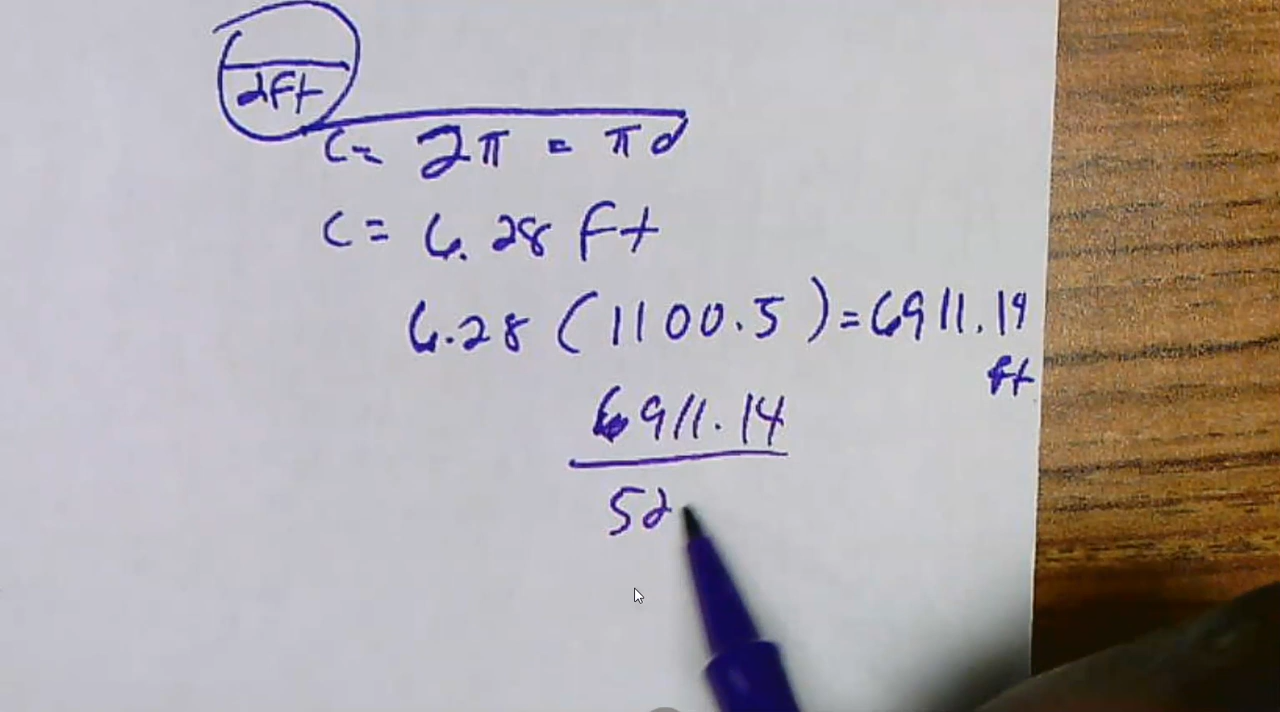 2Ft
C= 2π = πd
C= 6.28 Ft
6.28 (1100.5)=6911.14
ft
6911.14
52